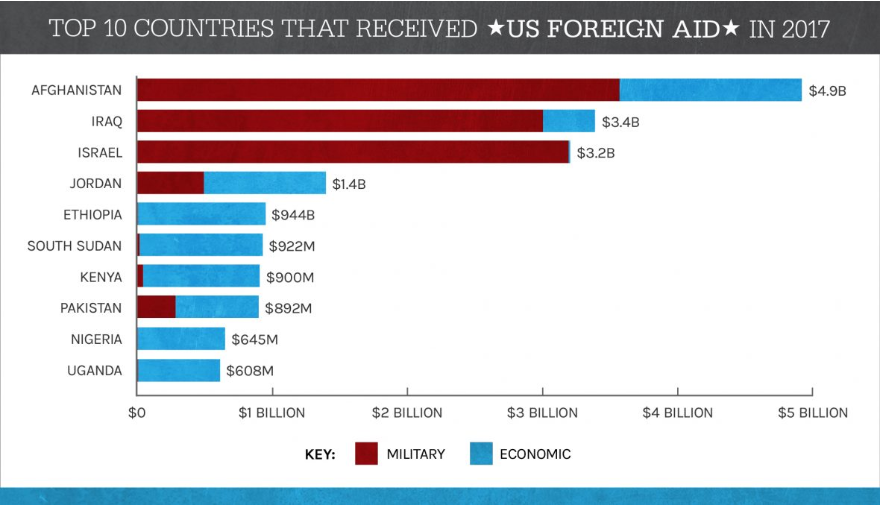 TOP 10 COUNTRIES THAT RECEIVED ★US FOREIGN AID★ IN 2017
AFGHANISTAN $4.9B
IRAQ $3.4B
ISRAEL $3.2B
JORDAN $1.4B
ETHIOPIA $944B
SOUTH SUDAN $922M
KENYA $900M
PAKISTAN $892M
NIGERIA $645M
UGANDA $608M
$0 $1 BILLION $2 BILLION $3 BILLION $4 BILLION $5 BILLION
KEY: MILITARY ECONOMIC